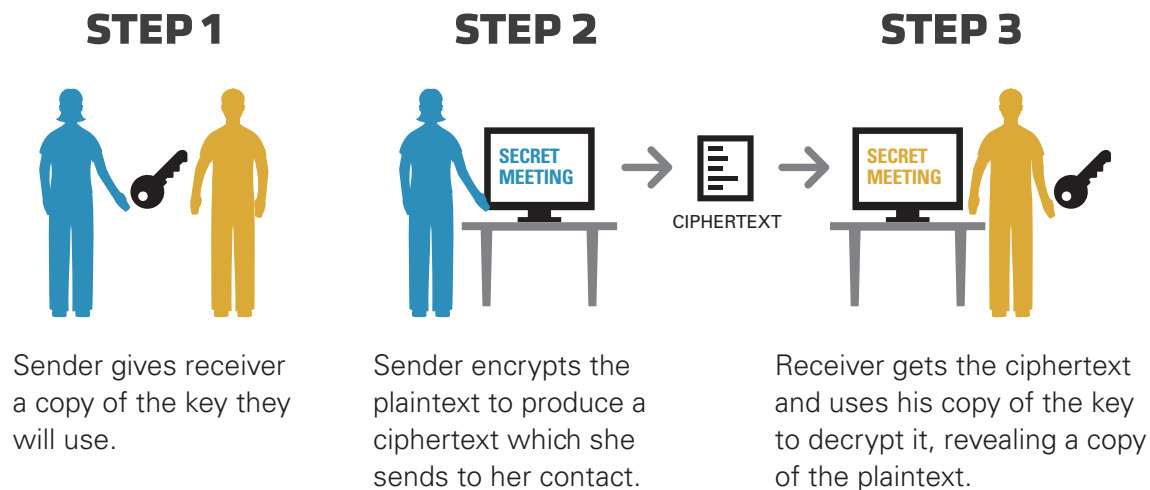 STEP 1
STEP 2
STEP 3
SECRET
MEETING
CIPHERTEXT
SECRET
MEETING
Sender gives receiver
a copy of the key they
will use.
Sender encrypts the
plaintext to produce a
ciphertext which she
sends to her contact.
Receiver gets the ciphertext
and uses his copy of the key
to decrypt it, revealing a copy
of the plaintext.